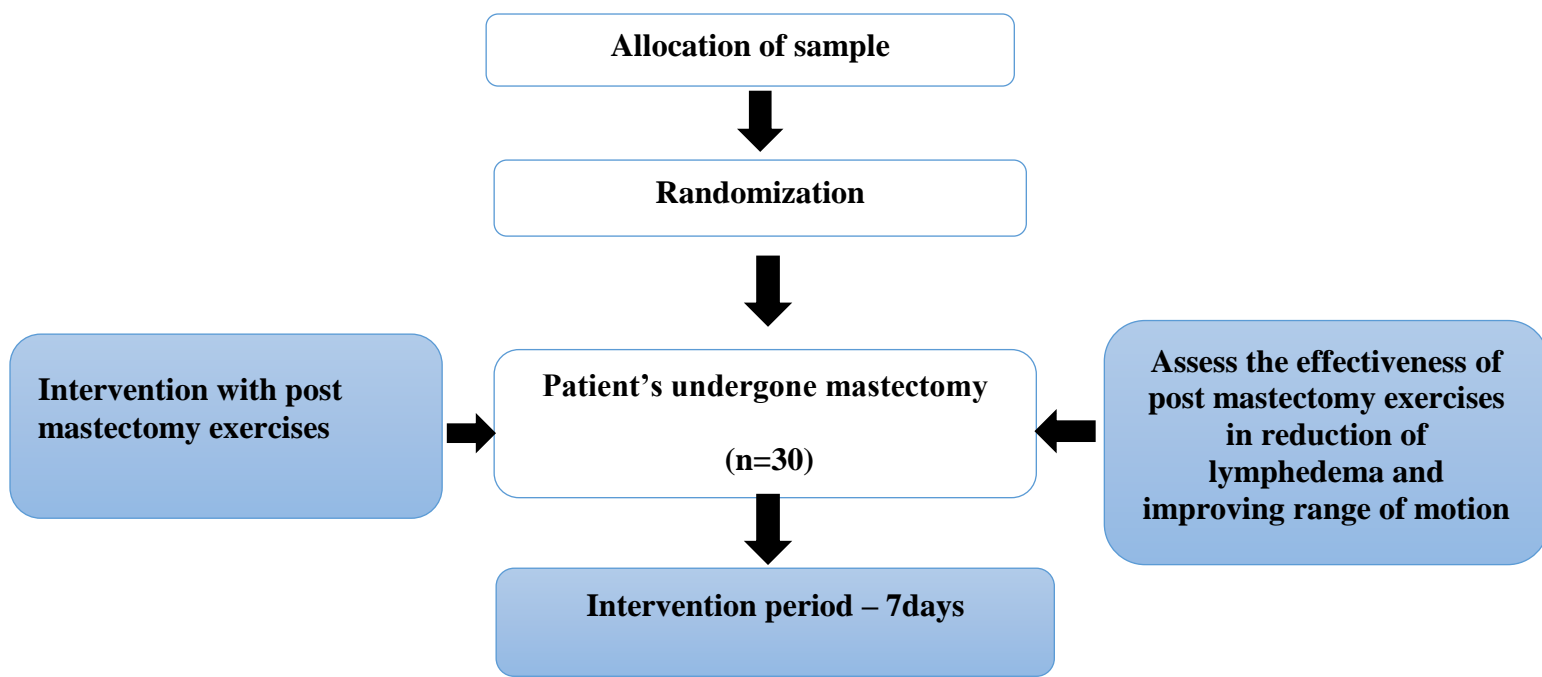 Allocation of sample
Randomization
Intervention with post
mastectomy exercises
Patient’s undergone mastectomy
(n=30)
Assess the effectiveness of
post mastectomy exercises
in reduction of
lymphedema and
improving range of motion
Intervention period – 7days